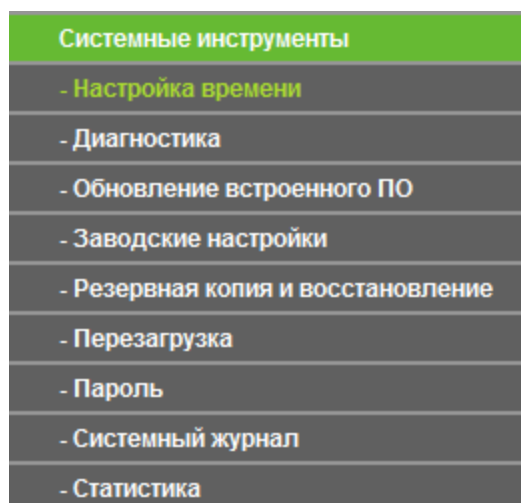 Системные инструменты
- Настройка времени
- Диагностика
- Обновление встроенного ПО
- Заводские настройки
- Резервная копия и восстановление
- Перезагрузка
- Пароль
- Системный журнал
- Статистика